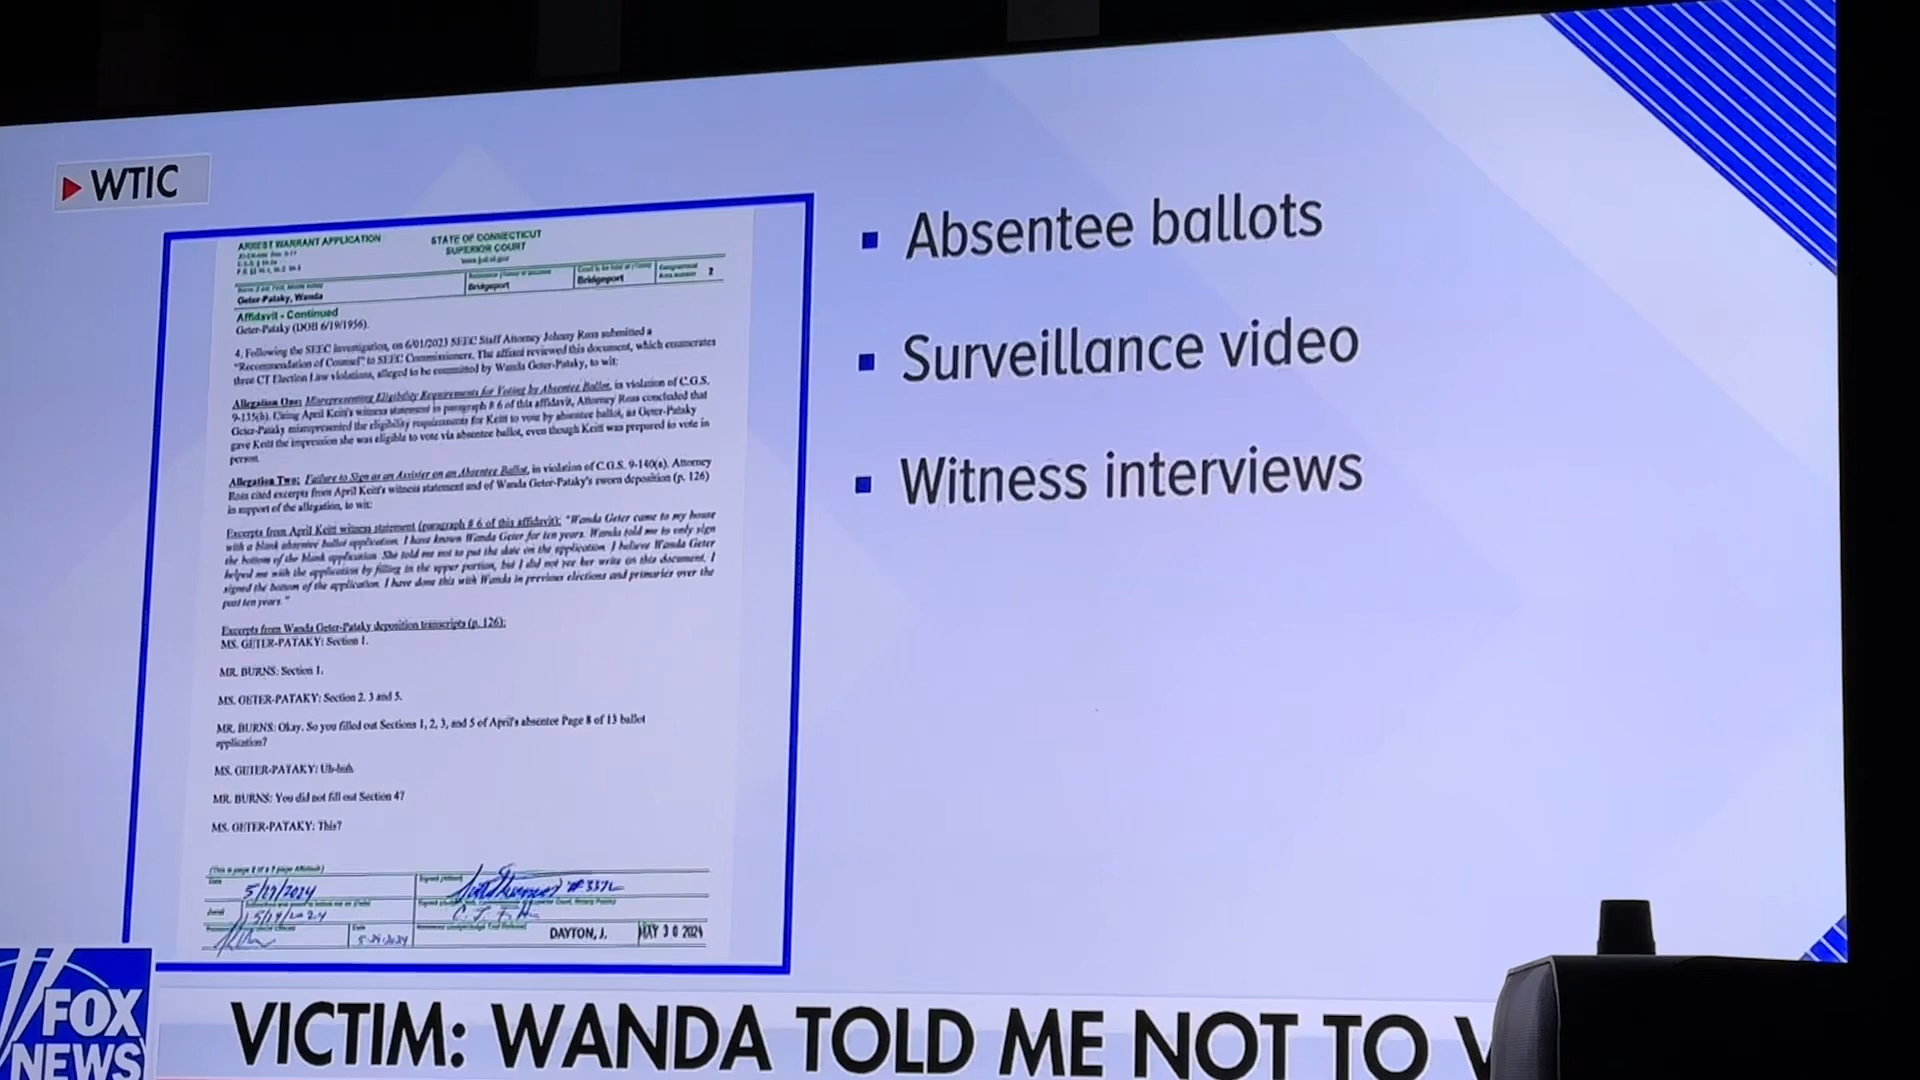 WTIC
ARREST WARRANT APPLICATION
STATE OF CONNECTICUT
SUPERIOR COURT
Bridgeport
Bridgeport
2
Geter-Pataky, Wanda
Affidavit - Continued
Geter-Pataky (DOB 6/19/1956).
4. Following the SEEC investigation, on 6/01/2023 SEEC Staff Attorney Johnny Ross submitted a
"Recommendation of Counsel" to SEEC Commissioners. The affiant reviewed this document, which enumerates
three CT Election Law violations, alleged to be committed by Wanda Geter-Pataky, to wit:
Allegation One: Misrepresenting Eligibility Requirements for Voting by Absentee Ballot, in violation of C.G.S.
9-135(b). Citing April Keitt's witness statement in paragraph # 6 of this affidavit, Attorney Ross concluded that
Geter-Pataky misrepresented the eligibility requirements for Keitt to vote by absentee ballot, as Geter-Pataky
gave Keitt the impression she was eligible to vote via absentee ballot, even though Keitt was prepared to vote in
person.
Allegation Two: Failure to Sign as an Assister on an Absentee Ballot, in violation of C.G.S. 9-140(a). Attorney
Ross cited excerpts from April Keitt's witness statement and of Wanda Geter-Pataky's sworn deposition (p. 126)
in support of the allegation, to wit:
Excerpts from April Keitt witness statement (paragraph # 6 of this affidavit): "Wanda Geter came to my house
with a blank absentee ballot application. I have known Wanda Geter for ten years. Wanda told me to only sign
the bottom of the blank application. She told me not to put the date on the application. I believe Wanda Geter
helped me with the application by filling in the upper portion, but I did not see her write on this document. I
signed the bottom of the application. I have done this with Wanda in previous elections and primaries over the
past ten years."
Excerpts from Wanda Geter-Pataky deposition transcripts (p. 126):
MS. GETER-PATAKY: Section 1.
MR. BURNS: Section 1.
MS. GETER-PATAKY: Section 2, 3 and 5.
MR. BURNS: Okay. So you filled out Sections 1, 2, 3, and 5 of April's absentee Page 8 of 13 ballot
application?
MS. GETER-PATAKY: Uh-huh.
MR. BURNS: You did not fill out Section 4?
MS. GETER-PATAKY: This?
5/29/2024
DAYTON, J.
MAY 30 2024
Absentee ballots
Surveillance video
Witness interviews
FOX
NEWS
VICTIM: WANDA TOLD ME NOT TO